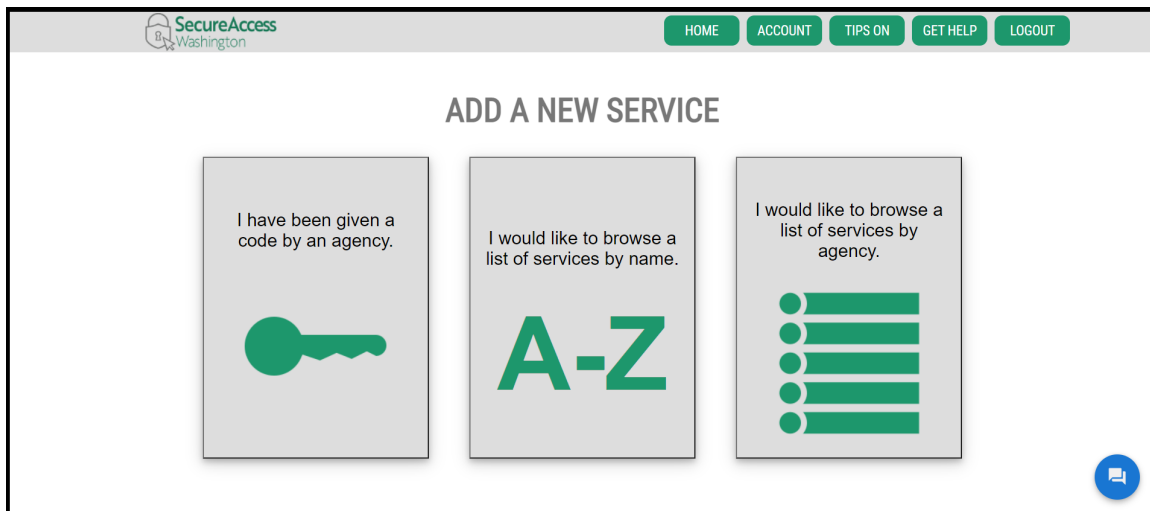 SecureAccess
Washington
HOME
ACCOUNT
TIPS ON
GET HELP
LOGOUT
ADD A NEW SERVICE
I have been given a
code by an agency.
I would like to browse a
list of services by name.
A-Z
I would like to browse a
list of services by
agency.